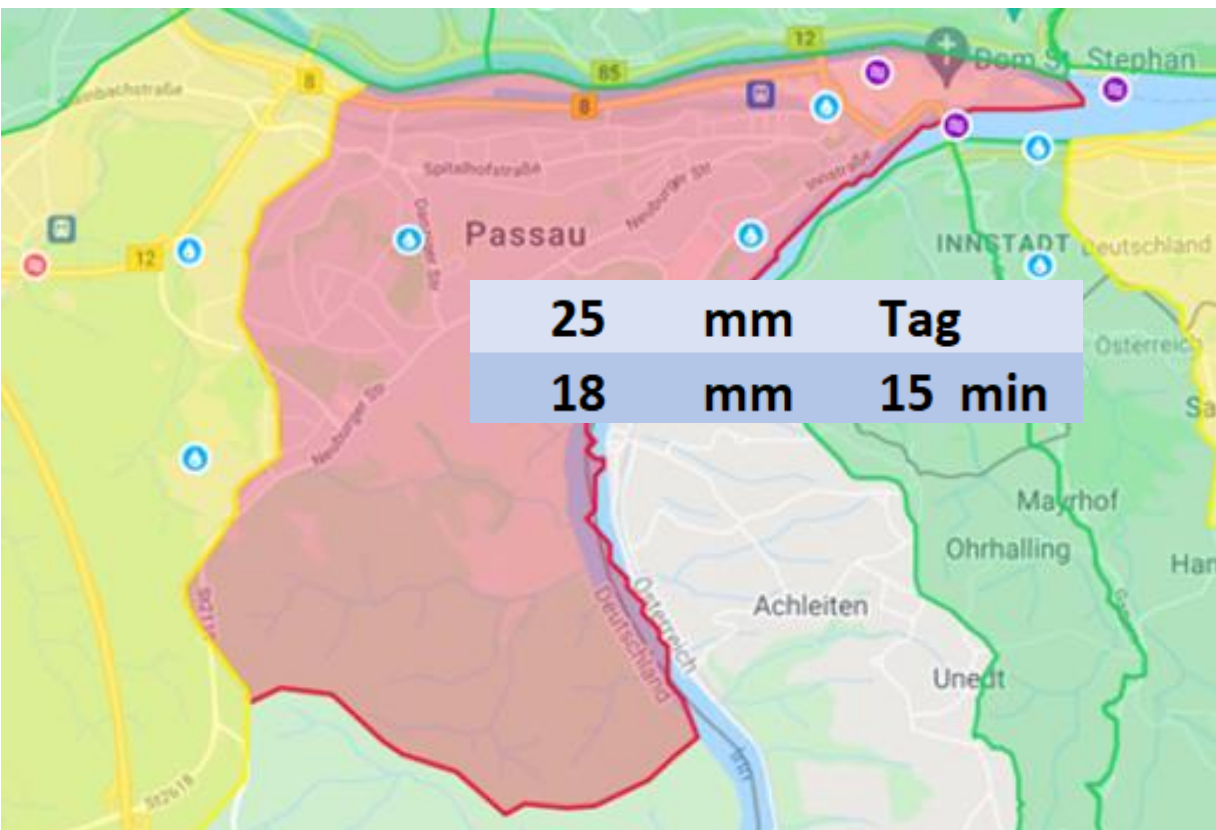 12
Dom St. Stephan
85
8
8
Spitalhofstraße
Neuburger Str
Innstraße
Passau
INNSTADT
Deutschland
12
25 mm Tag
18 mm 15 min
Österreich
Neuburger Str
Mayrhof
Ohrhalling
Achleiten
Österreich
Deutschland
Unedt
Inn
St2618